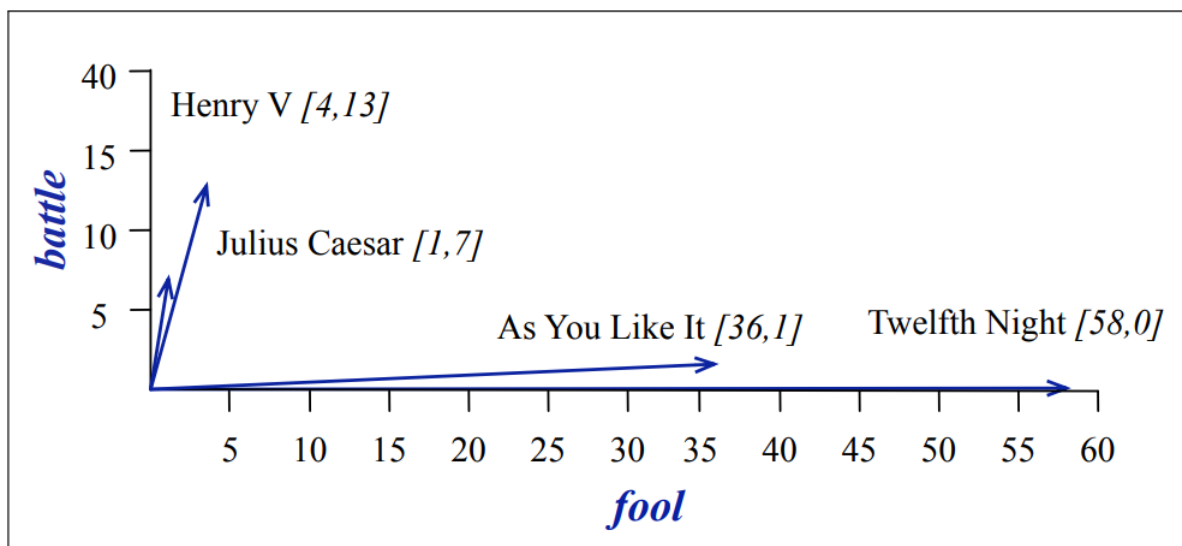 40
Henry V [4,13]
15
battle
10
Julius Caesar [1,7]
5
As You Like It [36,1]
Twelfth Night [58,0]
5 10 15 20 25 30 35 40 45 50 55 60
fool